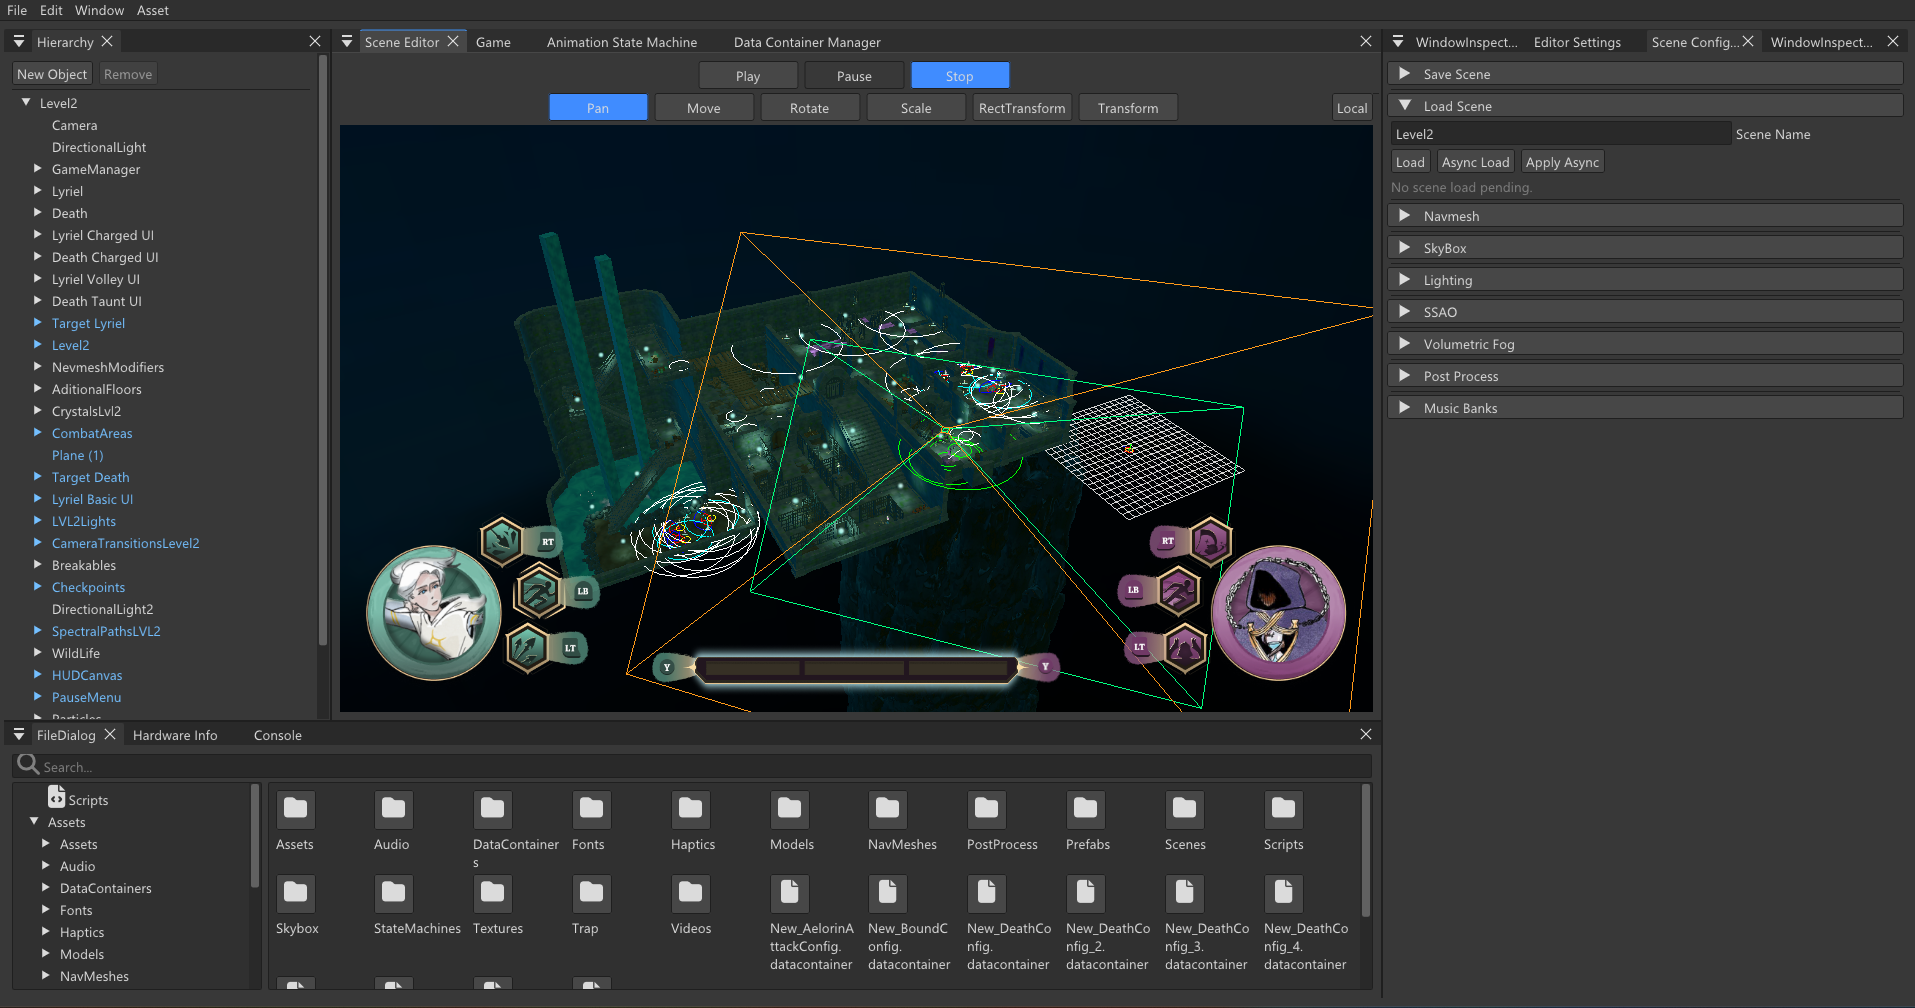 File Edit Window Asset
Hierarchy
New Object Remove
Level2
Camera
DirectionalLight
GameManager
Lyriel
Death
Lyriel Charged UI
Death Charged UI
Lyriel Volley UI
Death Taunt UI
Target Lyriel
Level2
NevmeshModifiers
AditionalFloors
CrystalsLvl2
CombatAreas
Plane (1)
Target Death
Lyriel Basic UI
LVL2Lights
CameraTransitionsLevel2
Breakables
Checkpoints
DirectionalLight2
SpectralPathsLVL2
WildLife
HUDCanvas
PauseMenu
Particles
Scene Editor Game Animation State Machine Data Container Manager
Play Pause Stop
Pan Move Rotate Scale RectTransform Transform Local
RT
LB
LT
Y
Y
RT
LB
LT
WindowInspect... Editor Settings Scene Config... WindowInspect...
Save Scene
Load Scene
Level2 Scene Name
Load Async Load Apply Async
No scene load pending.
Navmesh
SkyBox
Lighting
SSAO
Volumetric Fog
Post Process
Music Banks
FileDialog Hardware Info Console
Search...
Scripts
Assets
Assets
Audio
DataContainers
Fonts
Haptics
Models
NavMeshes
Assets Audio DataContainer Fonts Haptics Models NavMeshes PostProcess Prefabs Scenes Scripts
s
Skybox StateMachines Textures Trap Videos New_AelorinA New_BoundC New_DeathCo New_DeathCo New_DeathCo New_DeathCo
ttackConfig. onfig. nfig. nfig_2. nfig_3. nfig_4.
datacontainer datacontainer datacontainer datacontainer datacontainer datacontainer